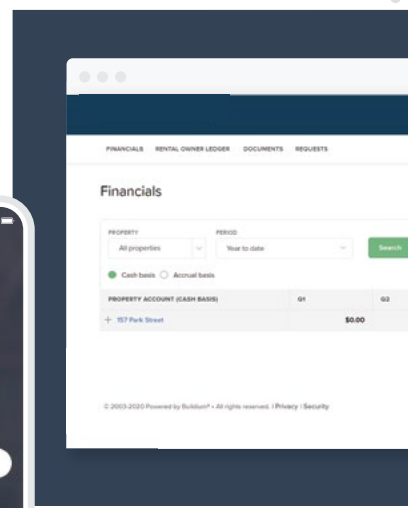 FINANCIALS RENTAL OWNER LEDGER DOCUMENTS REQUESTS
Financials
PROPERTY PERIOD
All properties Year to date Search
Cash basis Accrual basis
PROPERTY ACCOUNT (CASH BASIS) Q1 Q2
+ 157 Park Street $0.00
© 2003-2020 Powered by Buildium® • All rights reserved. | Privacy | Security